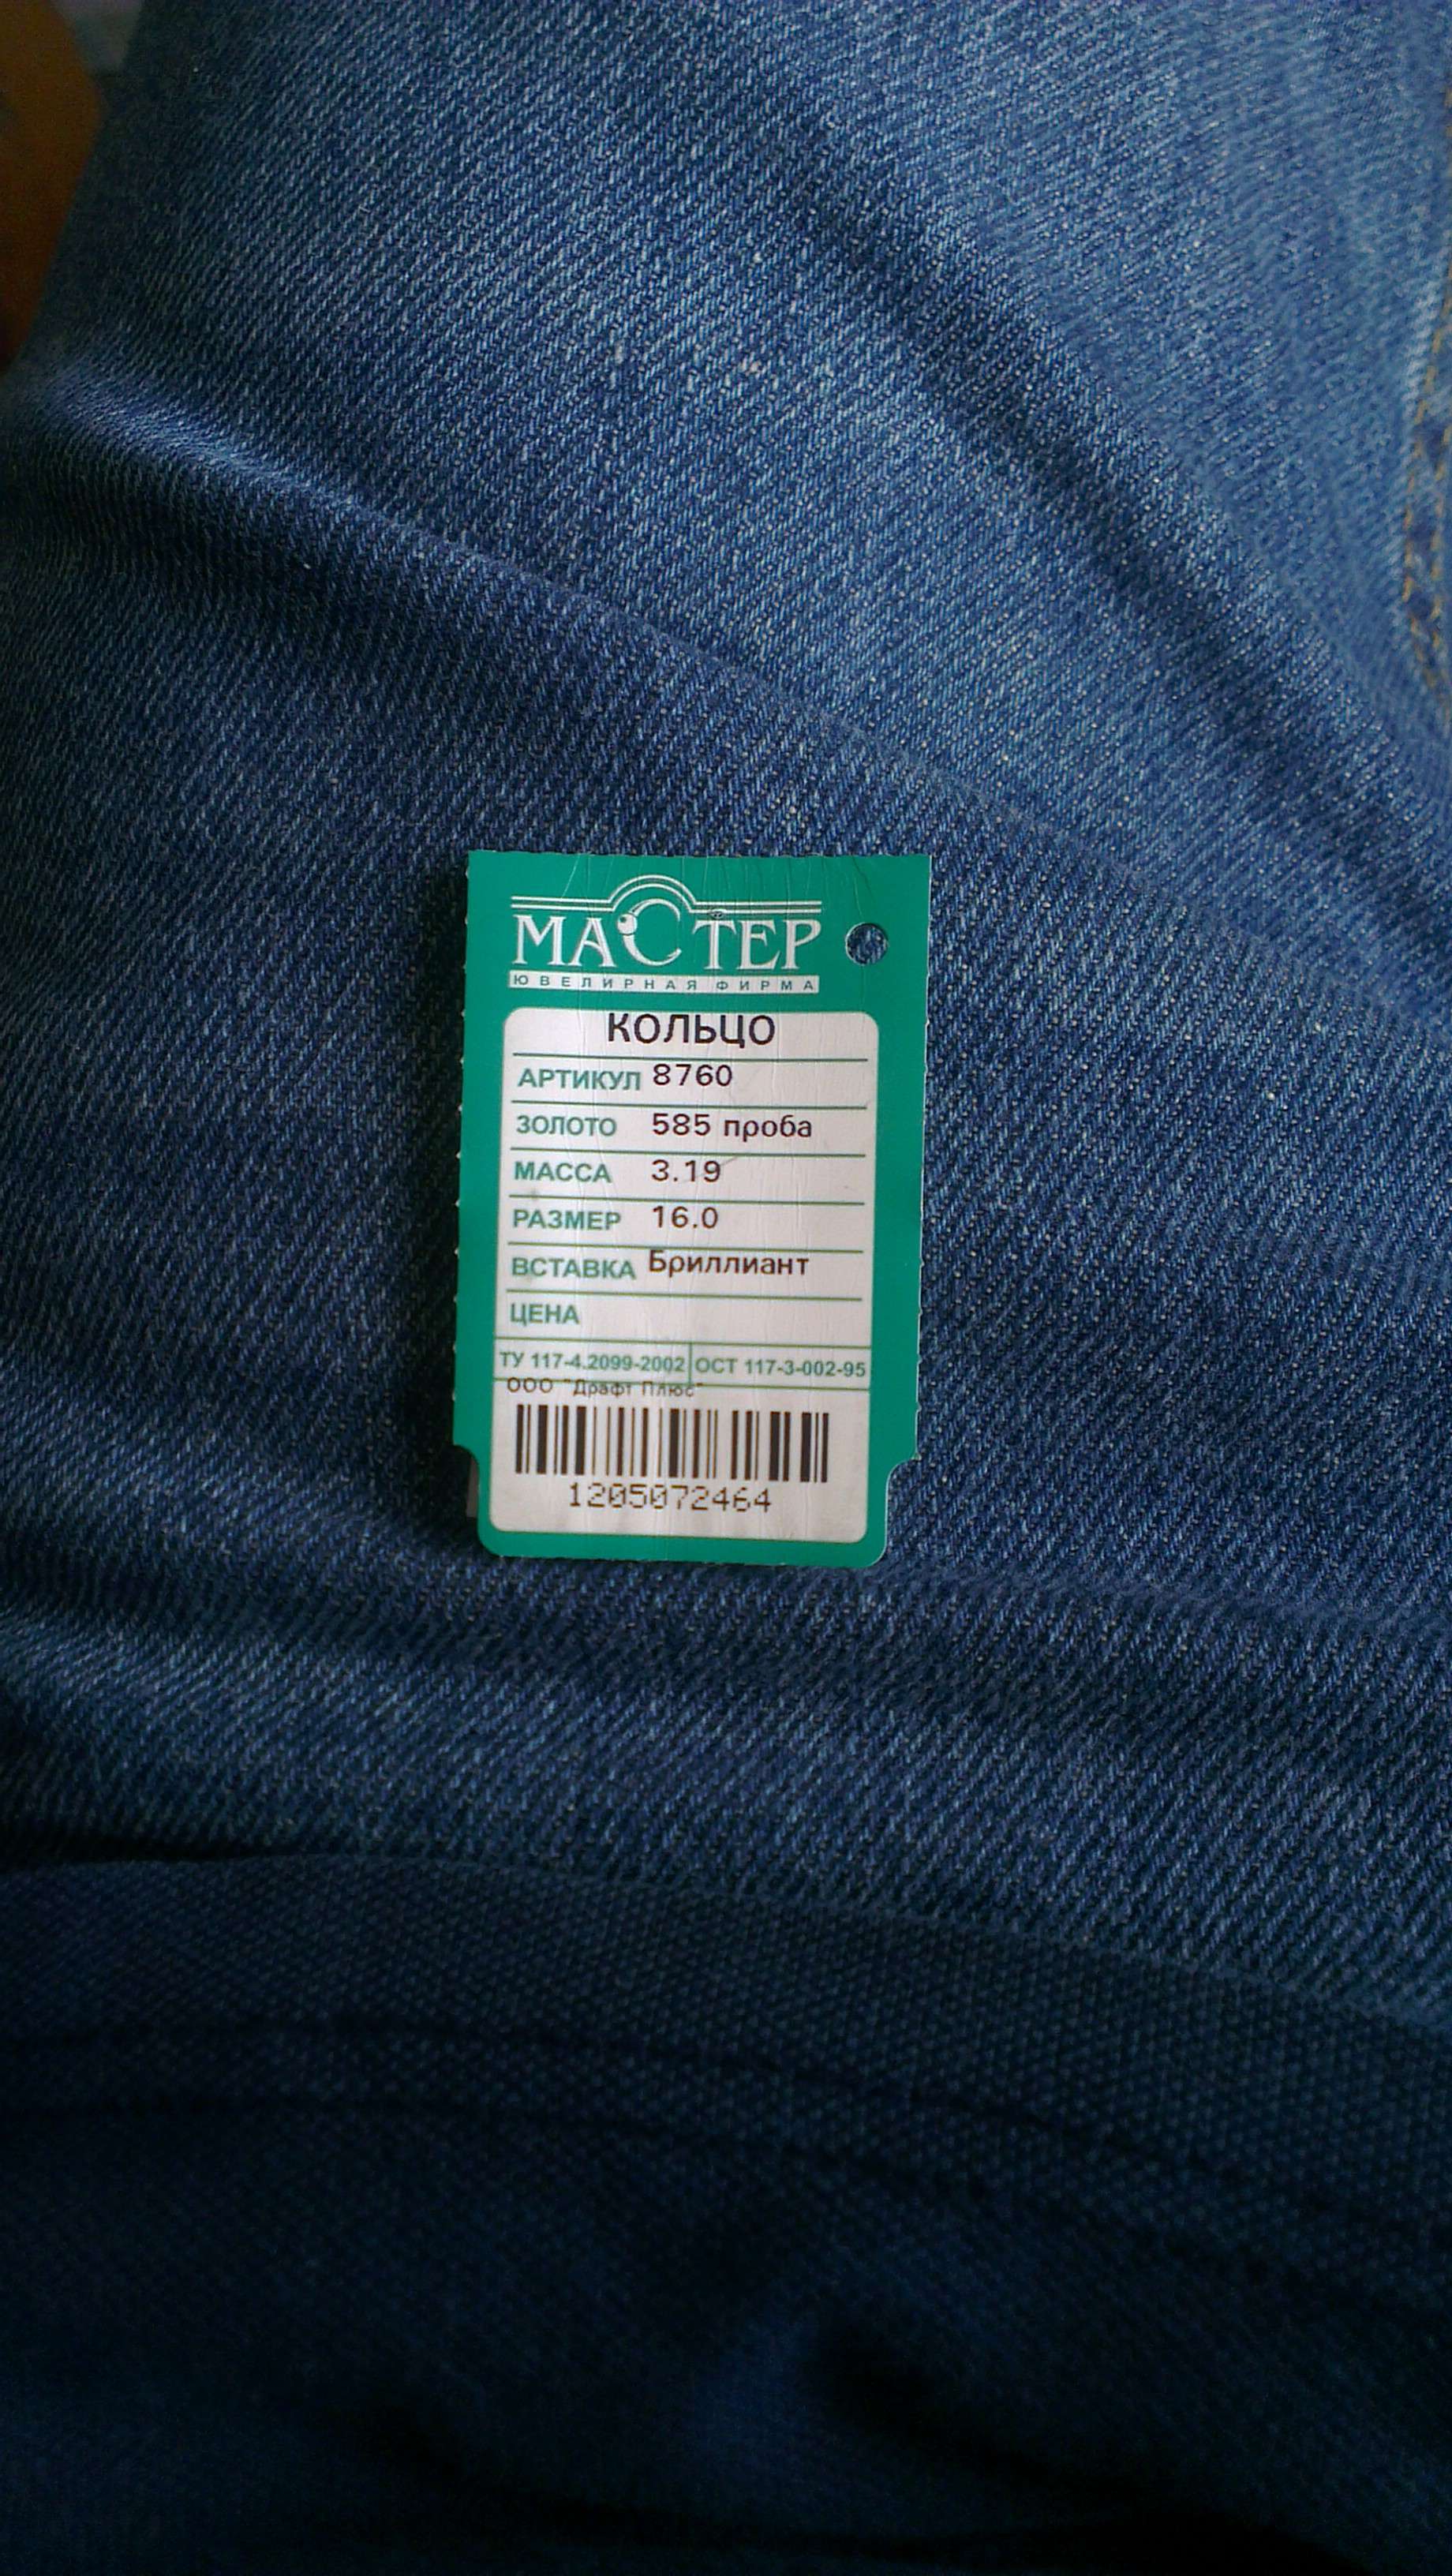 МАСТЕР
ЮВЕЛИРНАЯ ФИРМА
КОЛЬЦО
АРТИКУЛ 8760
ЗОЛОТО 585 проба
МАССА 3.19
РАЗМЕР 16.0
ВСТАВКА Бриллиант
ЦЕНА
ТУ 117-4.2099-2002 ОСТ 117-3-002-95
ООО "Драфт Плюс"
1205072464